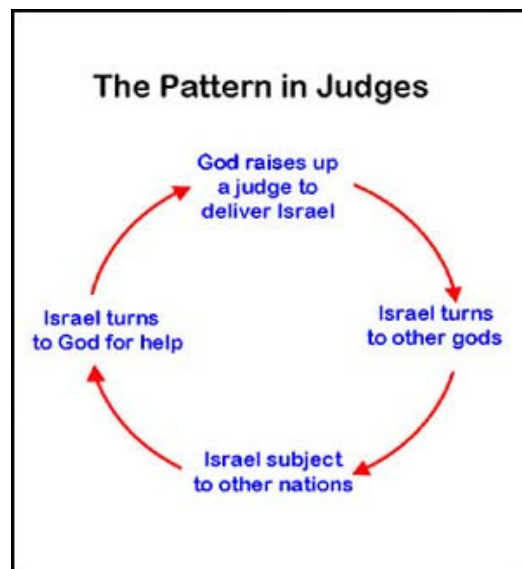 The Pattern in Judges
God raises up
a judge to
deliver Israel
Israel turns
to other gods
Israel subject
to other nations
Israel turns
to God for help